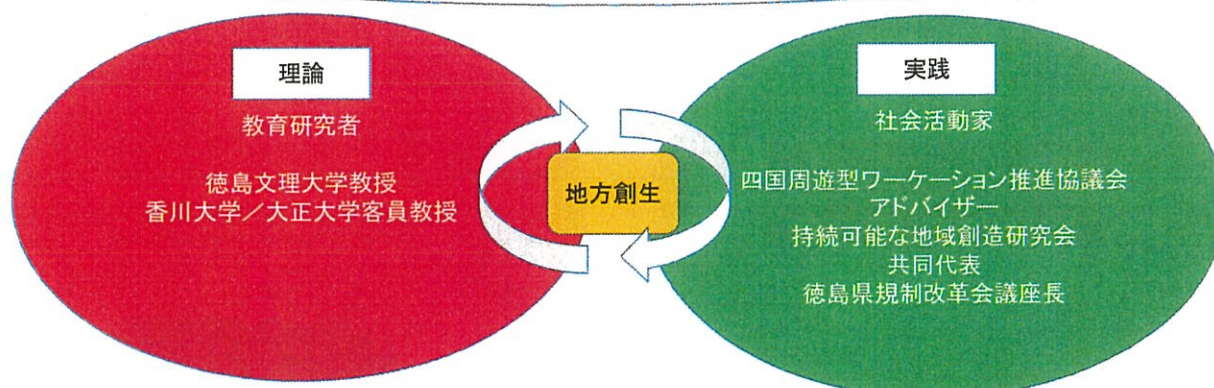 理論
教育研究者
徳島文理大学教授
香川大学／大正大学客員教授
地方創生
実践
社会活動家
四国周遊型ワーケーション推進協議会
アドバイザー
持続可能な地域創造研究会
共同代表
徳島県規制改革会議座長